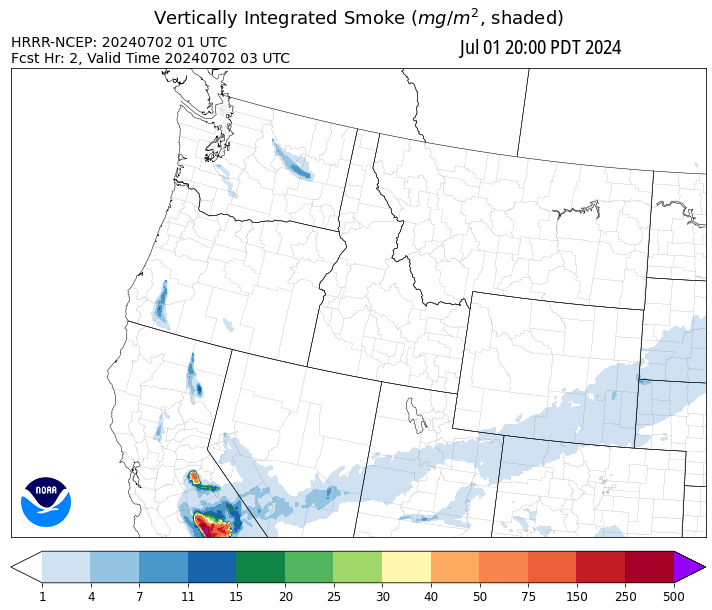 Vertically Integrated Smoke (mg/m², shaded)
HRRR-NCEP: 20240702 01 UTC
Fcst Hr: 2, Valid Time 20240702 03 UTC
Jul 01 20:00 PDT 2024
NOAA
1 4 7 11 15 20 25 30 40 50 75 150 250 500